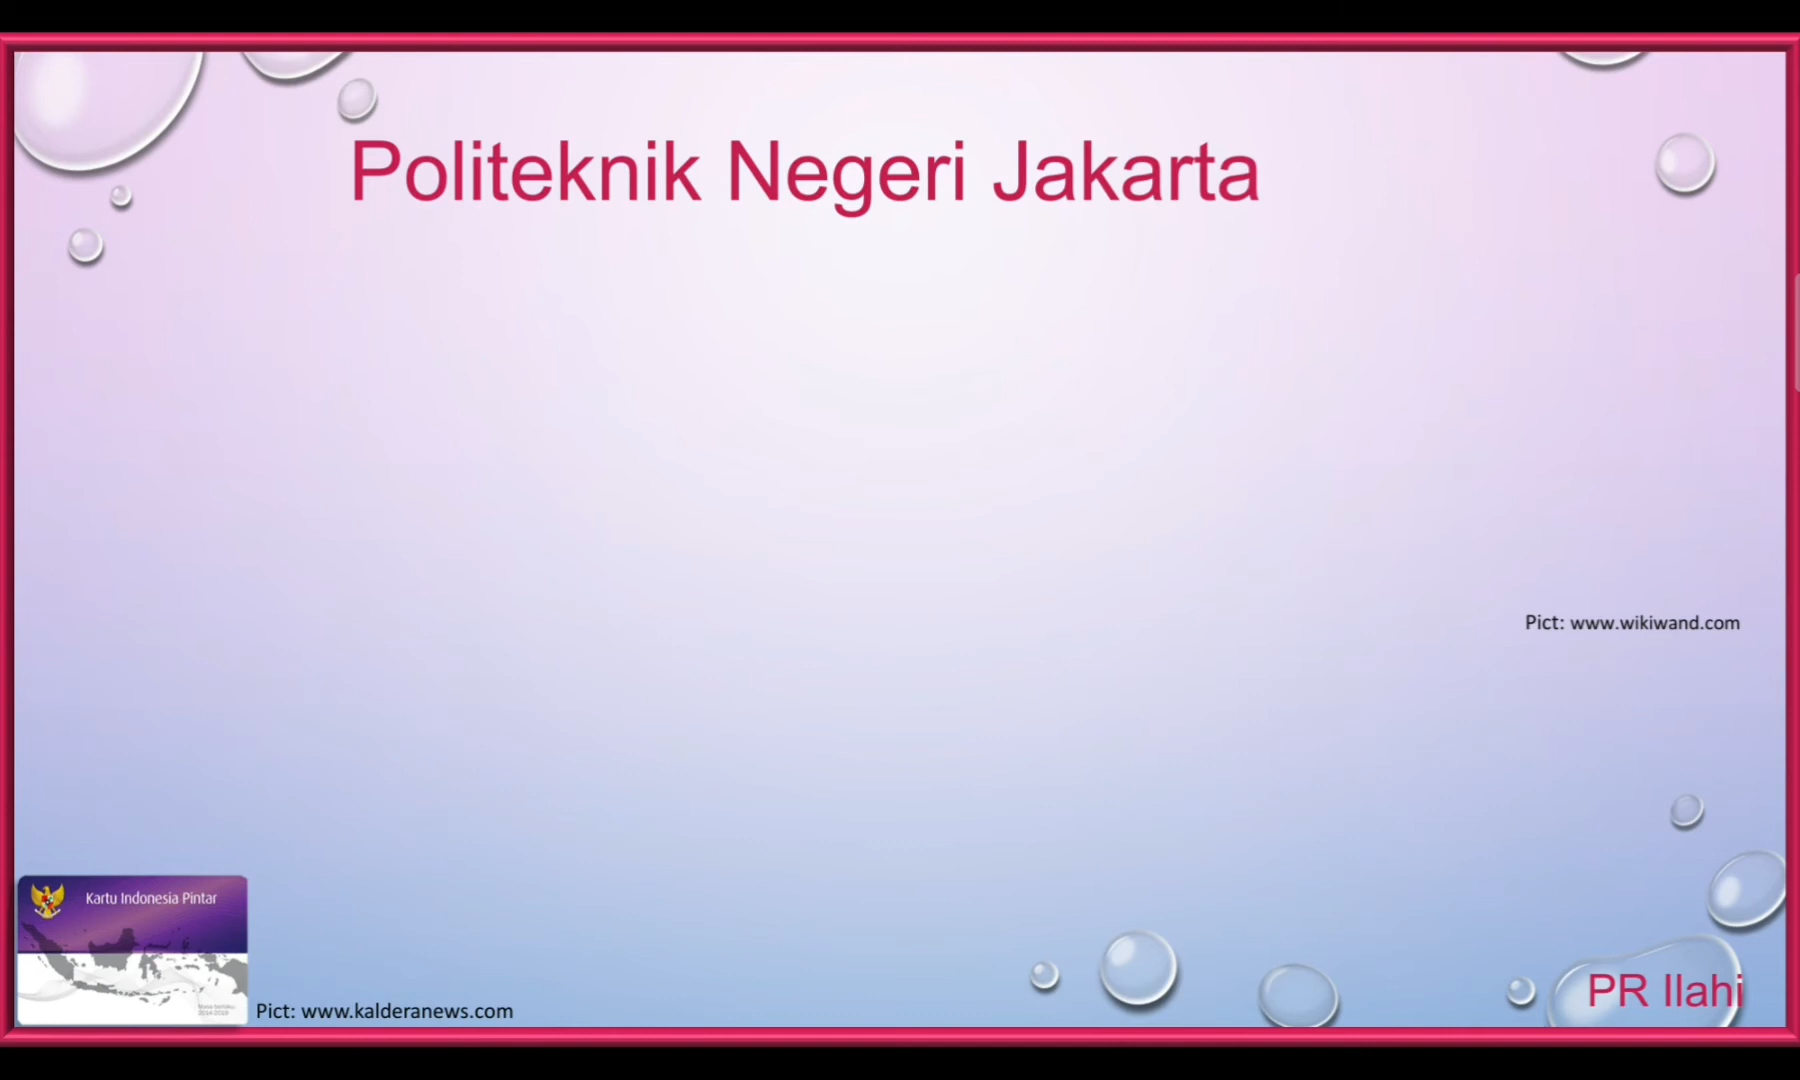 Politeknik Negeri Jakarta
Pict: www.wikiwand.com
Kartu Indonesia Pintar
Pict: www.kalderanews.com
PR Ilahi